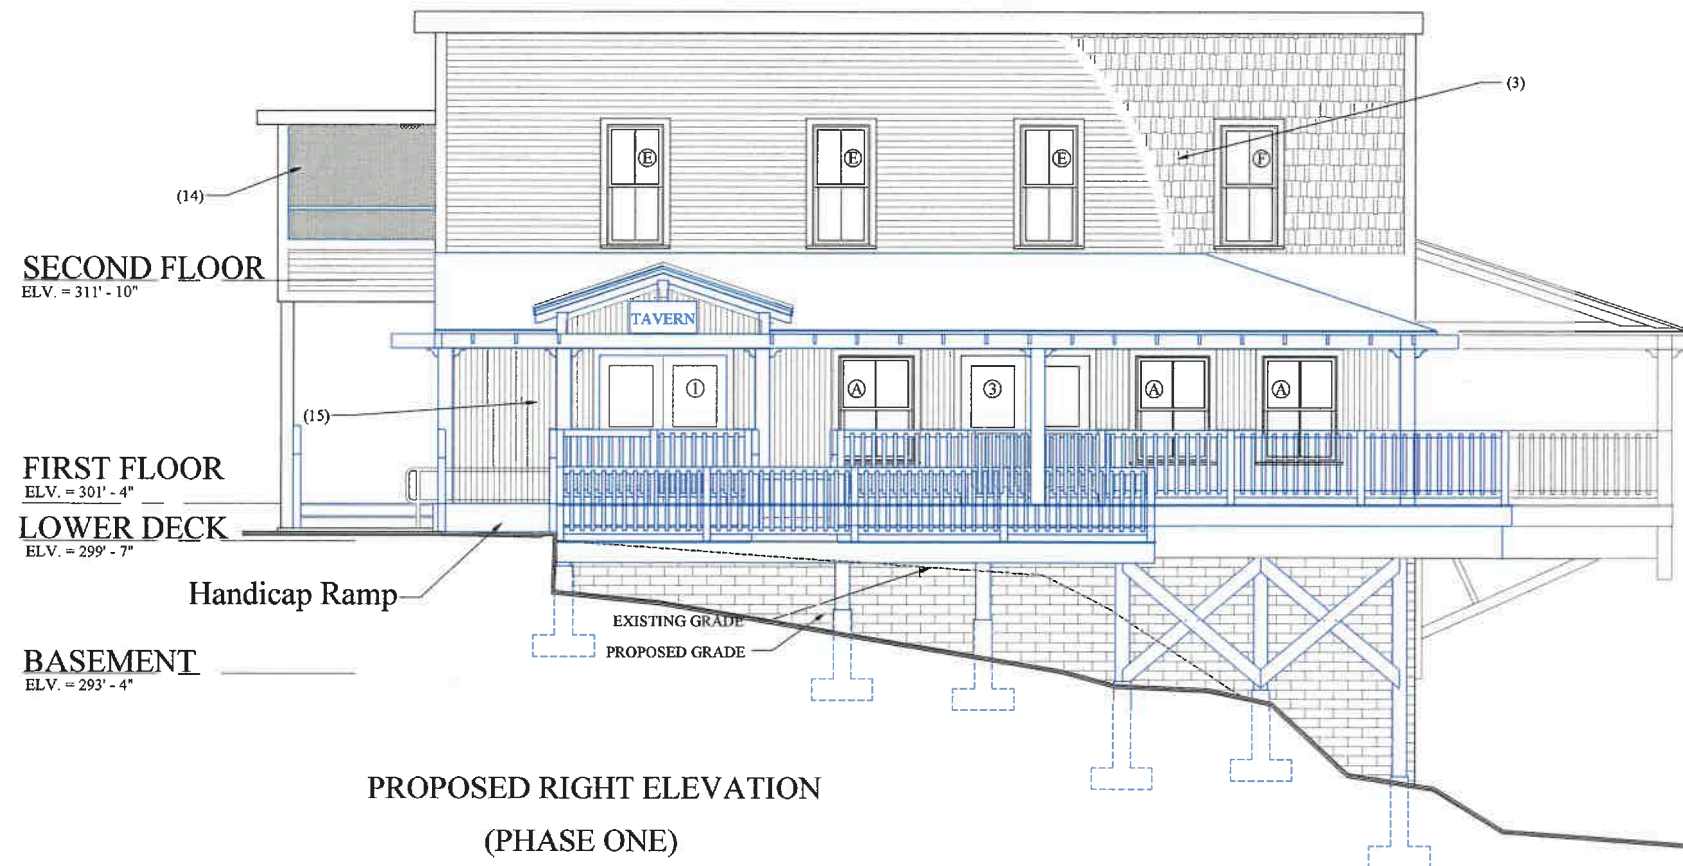 (3)
E
E
E
F
(14)
SECOND FLOOR
ELV. = 311' - 10"
TAVERN
1
A
3
A
A
(15)
FIRST FLOOR
ELV. = 301' - 4"
LOWER DECK
ELV. = 299' - 7"
Handicap Ramp
EXISTING GRADE
PROPOSED GRADE
BASEMENT
ELV. = 293' - 4"
PROPOSED RIGHT ELEVATION
(PHASE ONE)